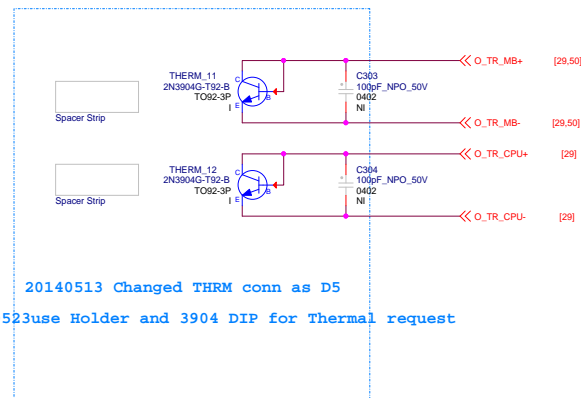 THERM_11
2N3904G-T92-B
TO92-3P
I
C
B
E
C303
100pF_NPO_50V
0402
NI
O_TR_MB+ [29,50]
O_TR_MB- [29,50]
Spacer Strip
THERM_12
2N3904G-T92-B
TO92-3P
I
C
B
E
C304
100pF_NPO_50V
0402
NI
O_TR_CPU+ [29]
O_TR_CPU- [29]
Spacer Strip
20140513 Changed THRM conn as D5
523use Holder and 3904 DIP for Thermal request